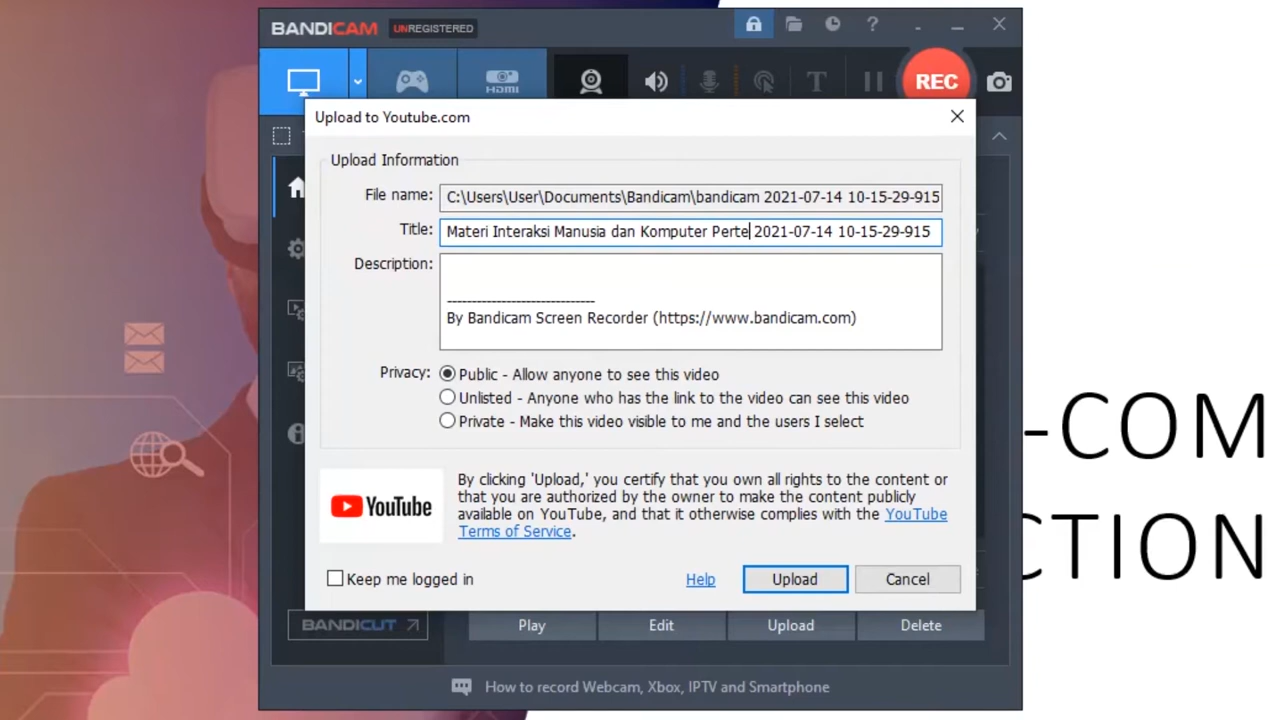 BANDICAM UNREGISTERED
?
HDMI
T
REC
Upload to Youtube.com
Upload Information
File name: C:\Users\User\Documents\Bandicam\bandicam 2021-07-14 10-15-29-915
Title: Materi Interaksi Manusia dan Komputer Perte 2021-07-14 10-15-29-915
Description:
------------------------------
By Bandicam Screen Recorder (https://www.bandicam.com)
Privacy: Public - Allow anyone to see this video
Unlisted - Anyone who has the link to the video can see this video
Private - Make this video visible to me and the users I select
-COM
YouTube
By clicking 'Upload,' you certify that you own all rights to the content or
that you are authorized by the owner to make the content publicly
available on YouTube, and that it otherwise complies with the YouTube
Terms of Service.
CTION
Keep me logged in
Help
Upload
Cancel
BANDICUT
Play
Edit
Upload
Delete
How to record Webcam, Xbox, IPTV and Smartphone